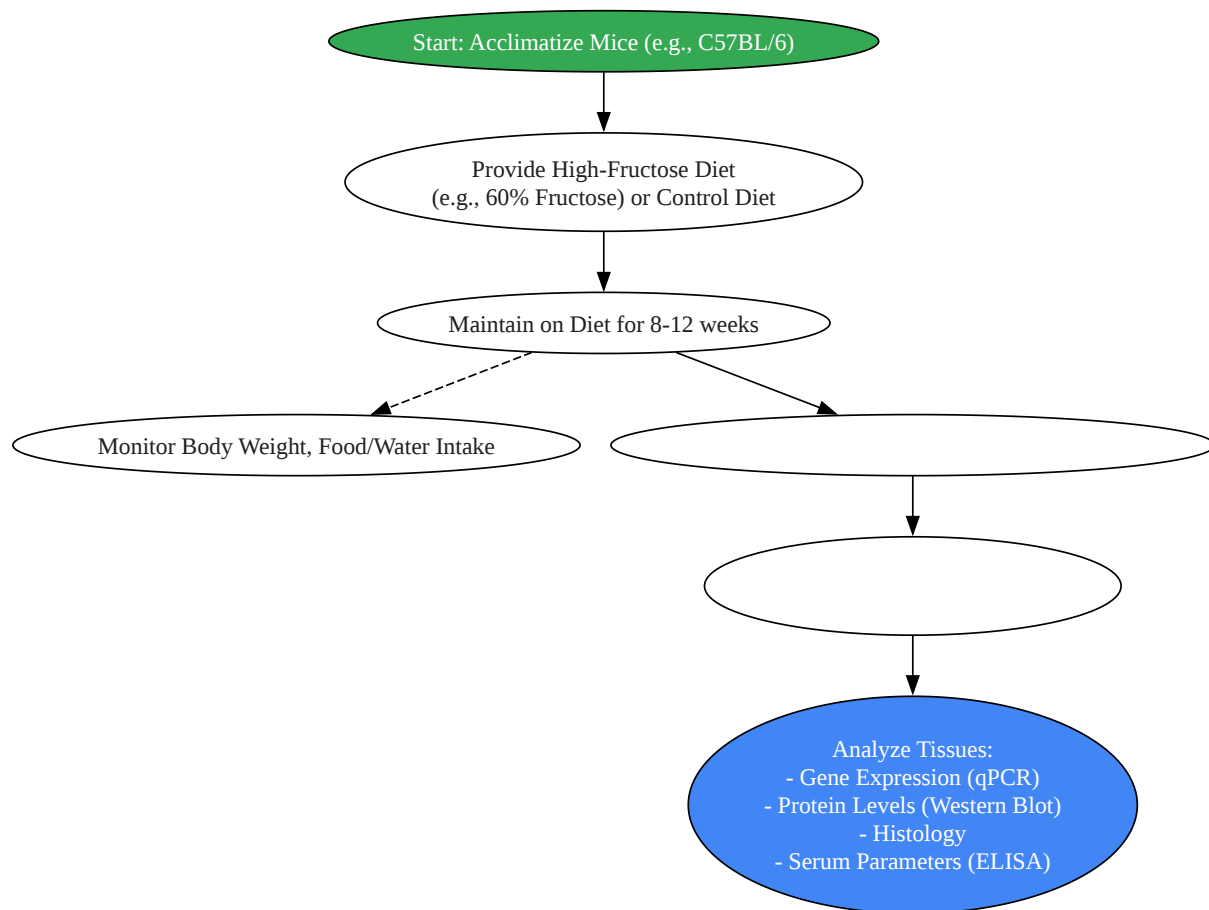 Start: Acclimatize Mice (e.g., C57BL/6)
Provide High-Fructose Diet
(e.g., 60% Fructose) or Control Diet
Maintain on Diet for 8-12 weeks
Monitor Body Weight, Food/Water Intake
Analyze Tissues:
- Gene Expression (qPCR)
- Protein Levels (Western Blot)
- Histology
- Serum Parameters (ELISA)